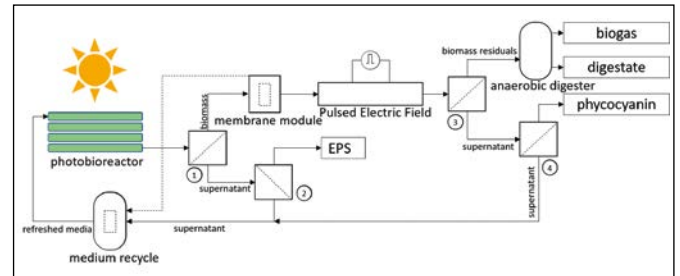 biogas
biomass residuals
digestate
anaerobic digester
biomass
membrane module
Pulsed Electric Field
phycocyanin
3
photobioreactor
EPS
supernatant
4
1
supernatant
2
supernatant
refreshed media
supernatant
medium recycle